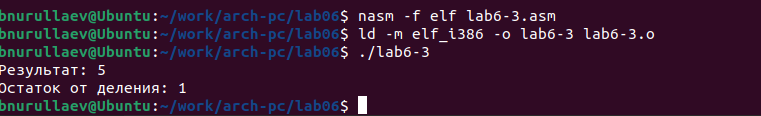 bnurullaev@Ubuntu:~/work/arch-pc/lab06$ nasm -f elf lab6-3.asm
bnurullaev@Ubuntu:~/work/arch-pc/lab06$ ld -m elf_i386 -o lab6-3 lab6-3.o
bnurullaev@Ubuntu:~/work/arch-pc/lab06$ ./lab6-3
Результат: 5
Остаток от деления: 1
bnurullaev@Ubuntu:~/work/arch-pc/lab06$